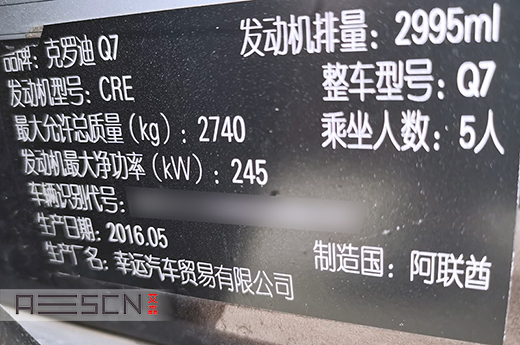 品牌：克罗迪 Q7
发动机排量：2995ml
发动机型号：CRE
整车型号：Q7
最大允许总质量（kg）：2740
乘坐人数：5人
发动机最大净功率（kW）：245
车辆识别代号：
生产日期：2016.05
制造国：阿联酋
生产厂名：幸运汽车贸易有限公司